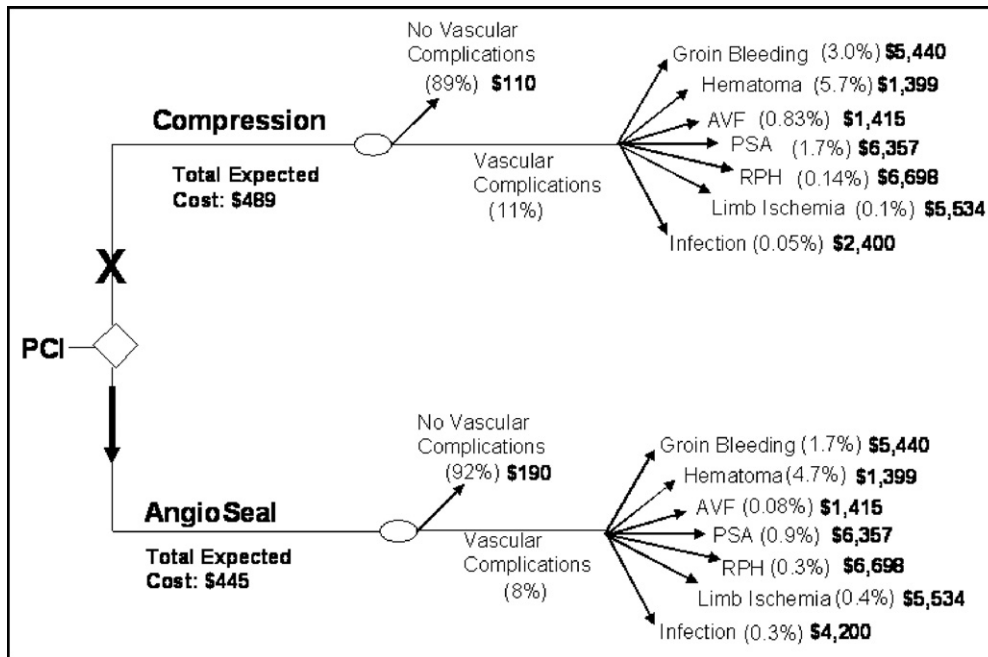 No Vascular
Complications
(89%) $110
Compression
Total Expected
Cost: $489
Vascular
Complications
(11%)
Groin Bleeding (3.0%) $5,440
Hematoma (5.7%) $1,399
AVF (0.83%) $1,415
PSA (1.7%) $6,357
RPH (0.14%) $6,698
Limb Ischemia (0.1%) $5,534
Infection (0.05%) $2,400
X
PCI
No Vascular
Complications
(92%) $190
AngioSeal
Total Expected
Cost: $445
Vascular
Complications
(8%)
Groin Bleeding (1.7%) $5,440
Hematoma (4.7%) $1,399
AVF (0.08%) $1,415
PSA (0.9%) $6,357
RPH (0.3%) $6,698
Limb Ischemia (0.4%) $5,534
Infection (0.3%) $4,200